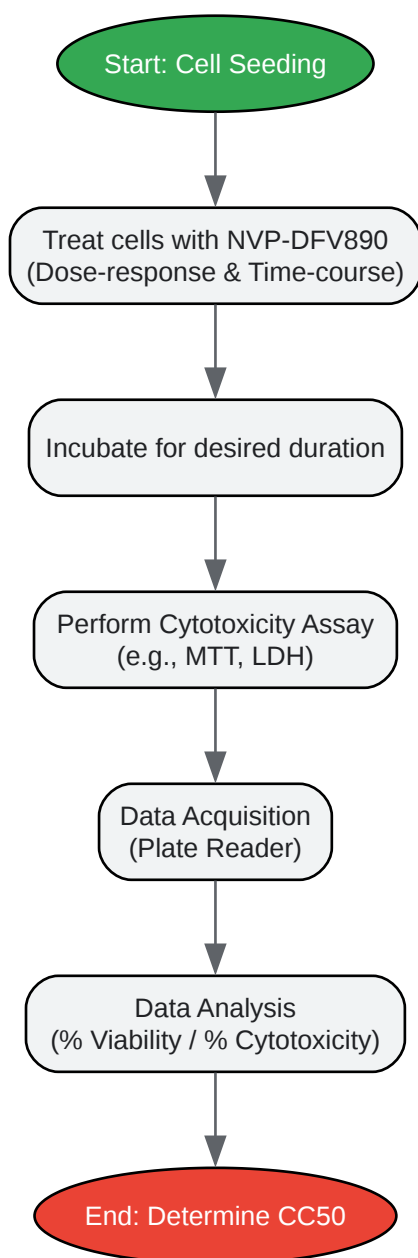 Start: Cell Seeding
Treat cells with NVP-DFV890
(Dose-response & Time-course)
Incubate for desired duration
Perform Cytotoxicity Assay
(e.g., MTT, LDH)
Data Acquisition
(Plate Reader)
Data Analysis
(% Viability / % Cytotoxicity)
End: Determine CC50